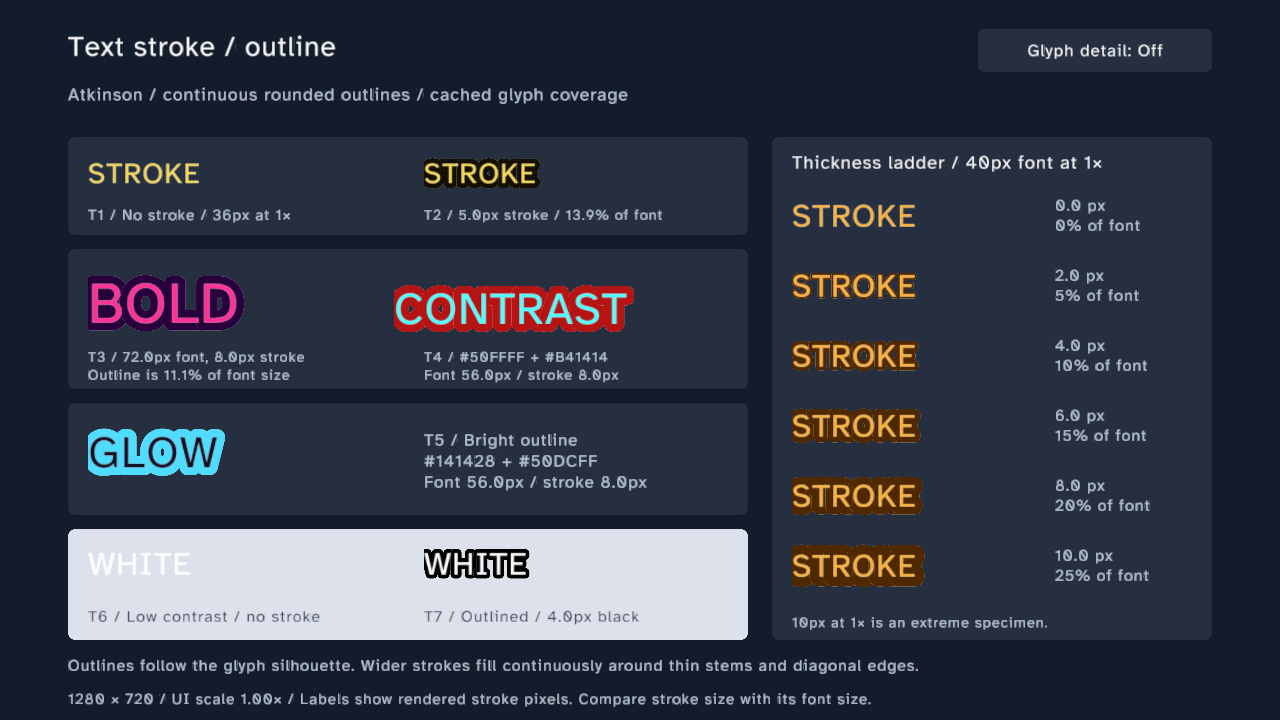 Text stroke / outline
Glyph detail: Off
Atkinson / continuous rounded outlines / cached glyph coverage
STROKE
STROKE
T1 / No stroke / 36px at 1×
T2 / 5.0px stroke / 13.9% of font
BOLD
CONTRAST
T3 / 72.0px font, 8.0px stroke
Outline is 11.1% of font size
T4 / #50FFFF + #B41414
Font 56.0px / stroke 8.0px
GLOW
T5 / Bright outline
#141428 + #50DCFF
Font 56.0px / stroke 8.0px
WHITE
WHITE
T6 / Low contrast / no stroke
T7 / Outlined / 4.0px black
Thickness ladder / 40px font at 1×
STROKE
0.0 px
0% of font
STROKE
2.0 px
5% of font
STROKE
4.0 px
10% of font
STROKE
6.0 px
15% of font
STROKE
8.0 px
20% of font
STROKE
10.0 px
25% of font
10px at 1× is an extreme specimen.
Outlines follow the glyph silhouette. Wider strokes fill continuously around thin stems and diagonal edges.
1280 × 720 / UI scale 1.00× / Labels show rendered stroke pixels. Compare stroke size with its font size.